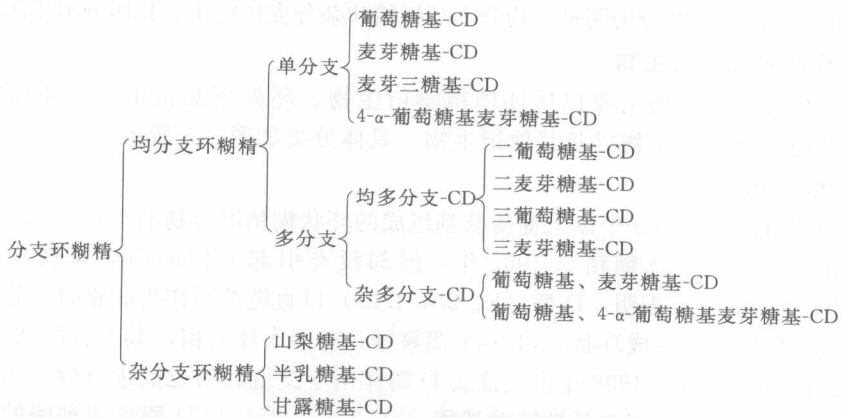 葡萄糖基-CD
麦芽糖基-CD
单分支
麦芽三糖基-CD
4-α-葡萄糖基麦芽糖基-CD
均分支环糊精
二葡萄糖基-CD
二麦芽糖基-CD
均多分支-CD
三葡萄糖基-CD
多分支
三麦芽糖基-CD
分支环糊精
葡萄糖基、麦芽糖基-CD
杂多分支-CD
葡萄糖基、4-α-葡萄糖基麦芽糖基-CD
山梨糖基-CD
杂分支环糊精
半乳糖基-CD
甘露糖基-CD